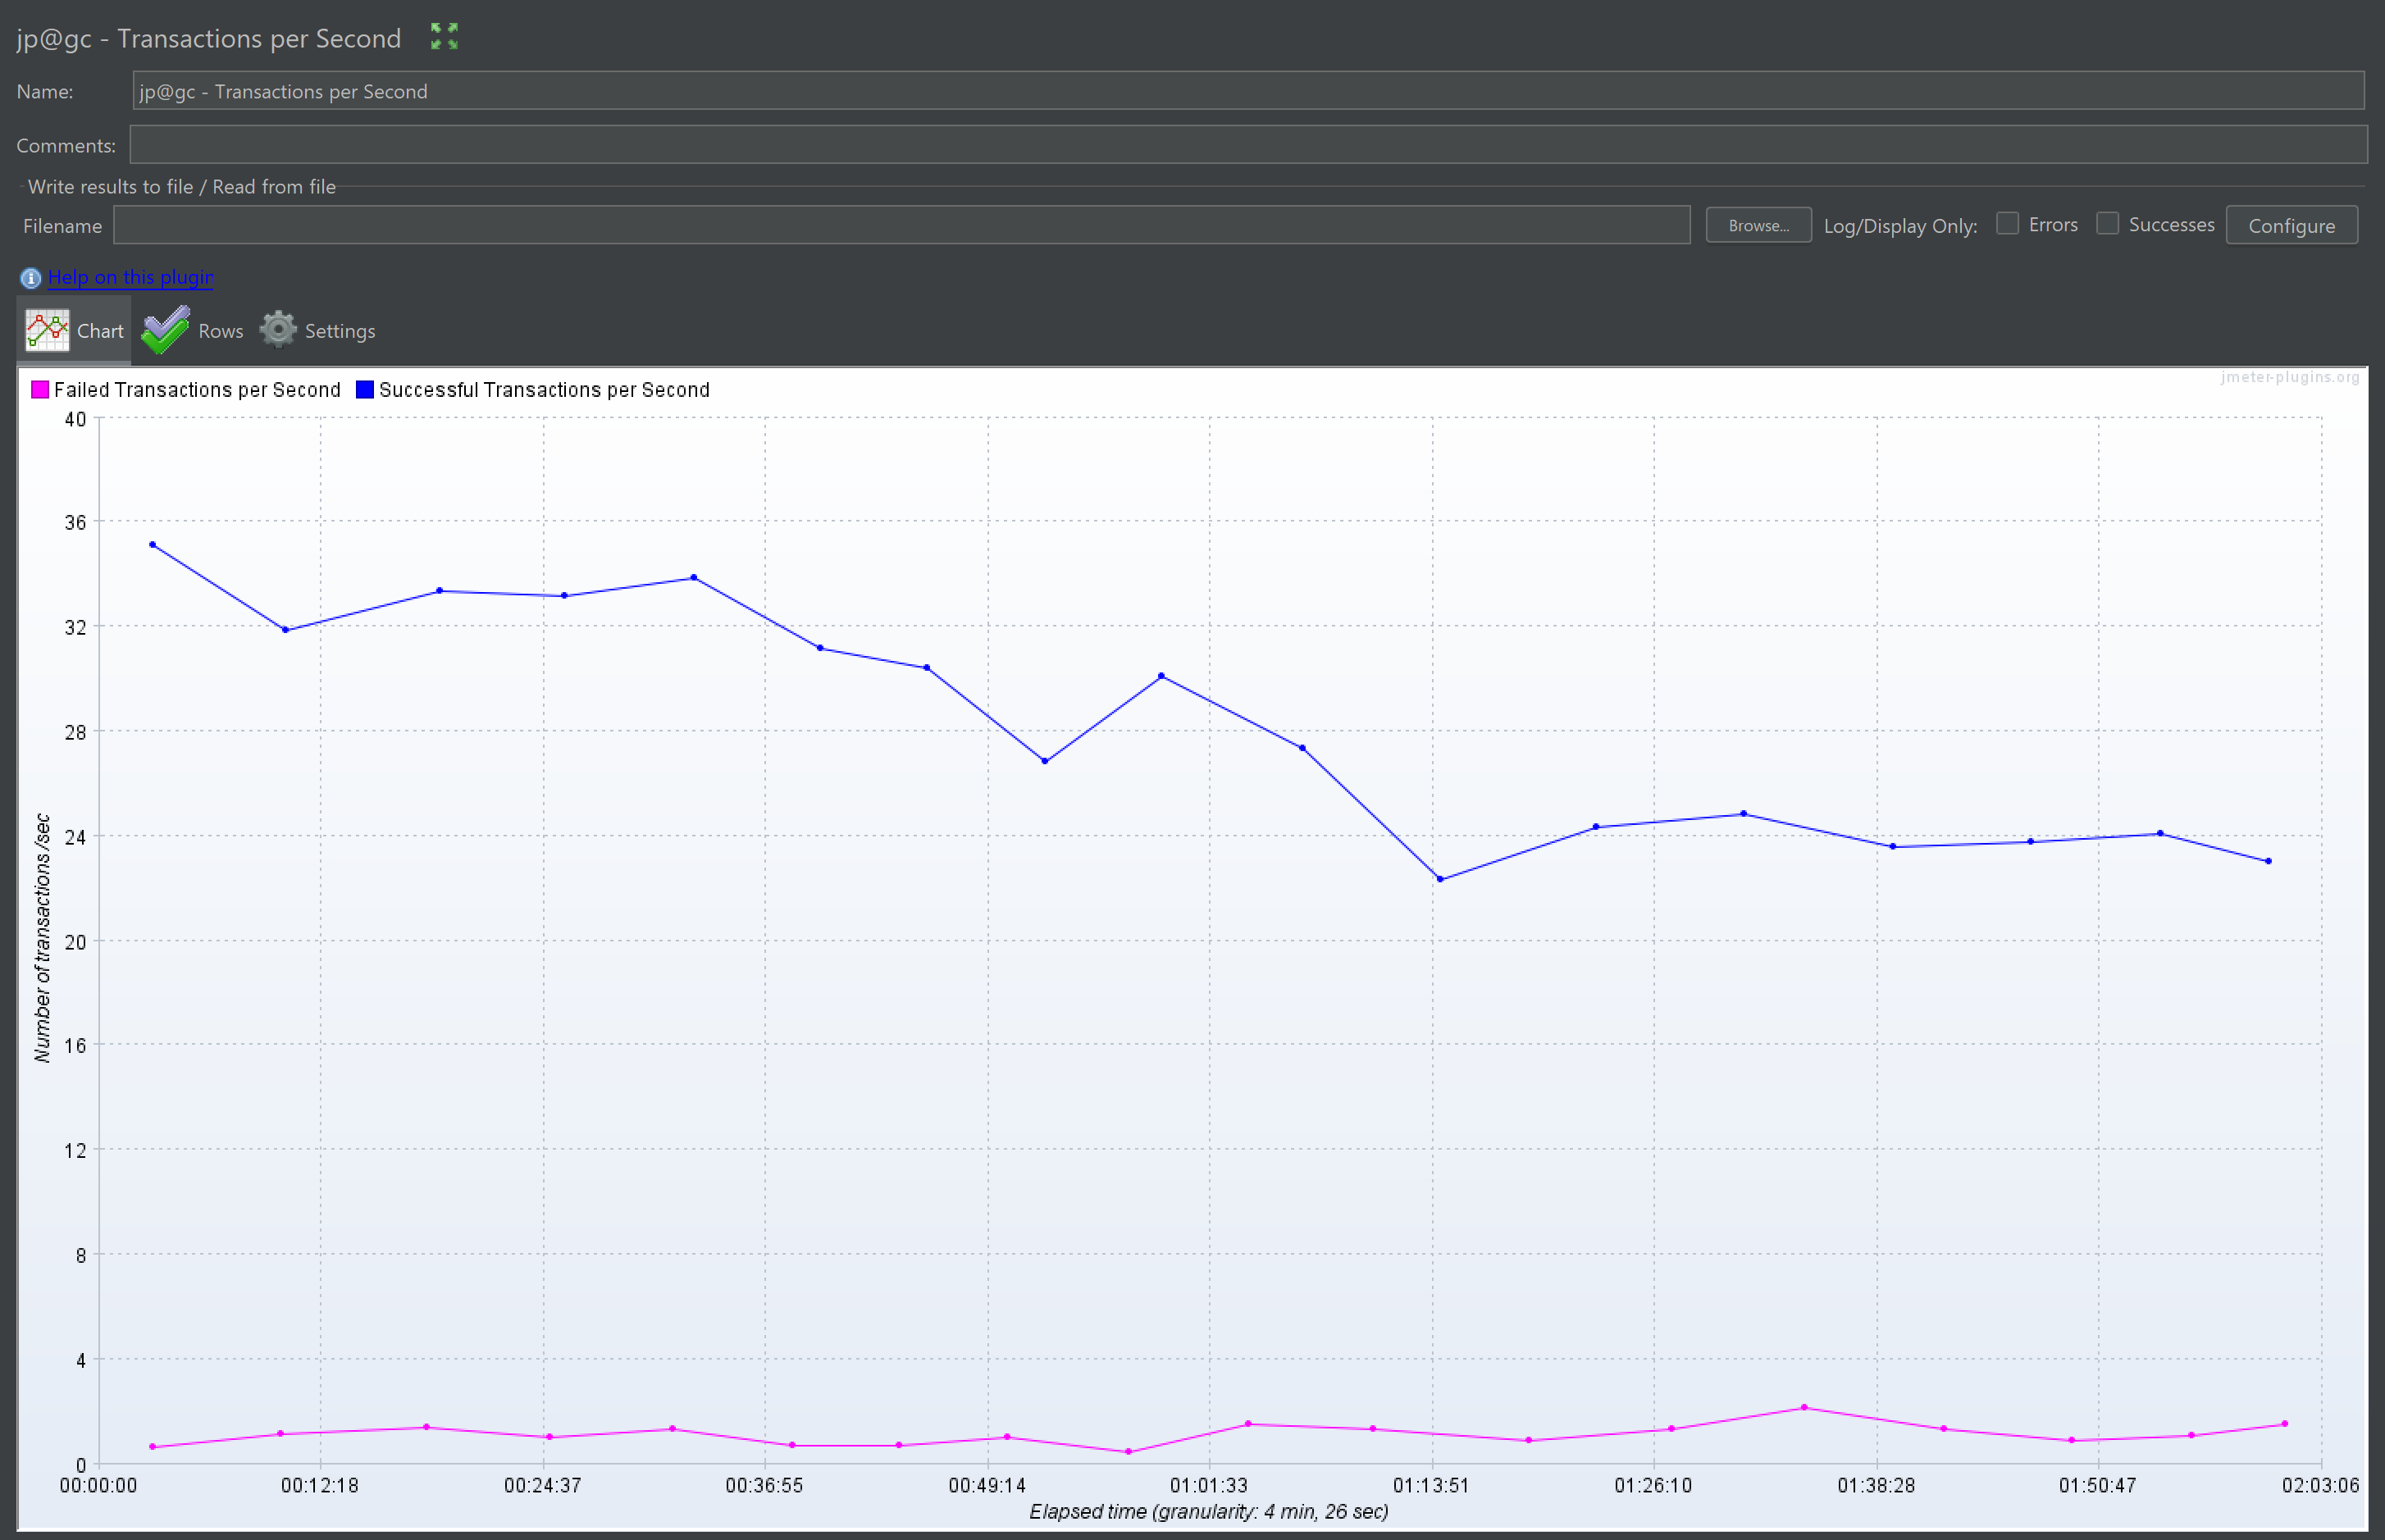 jp@gc - Transactions per Second
Name: jp@gc - Transactions per Second
Comments:
Write results to file / Read from file
Filename Browse... Log/Display Only: Errors Successes Configure
Help on this plugin
Chart Rows Settings
Failed Transactions per Second Successful Transactions per Second
jmeter-plugins.org
40
36
32
28
24
20
16
12
8
4
0
Number of transactions /sec
00:00:00 00:12:18 00:24:37 00:36:55 00:49:14 01:01:33 01:13:51 01:26:10 01:38:28 01:50:47 02:03:06
Elapsed time (granularity: 4 min, 26 sec)